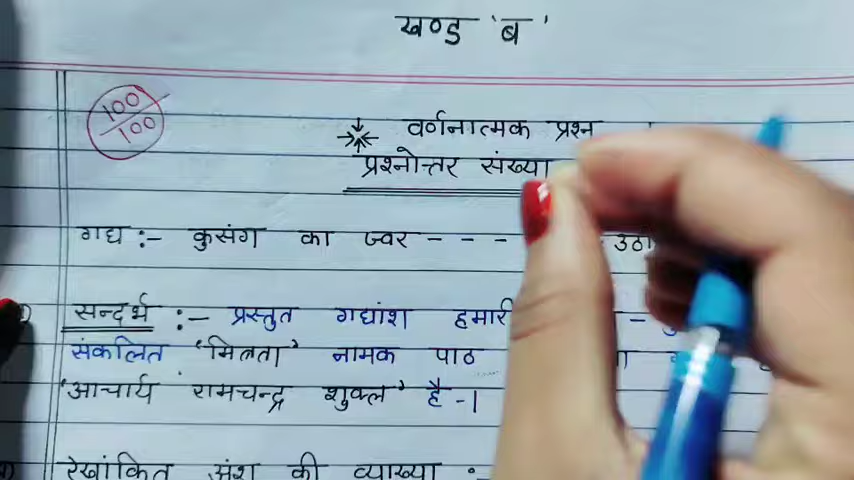 खण्ड 'ब'
100/100
वर्णनात्मक प्रश्न
प्रश्नोत्तर संख्या
गद्य :- कुसंग का ज्वर - - - उठा
सन्दर्भ :- प्रस्तुत गद्यांश हमारी
संकलित 'मित्रता' नामक पाठ
'आचार्य रामचन्द्र शुक्ल' है -।
रेखांकित अंश की व्याख्या :-